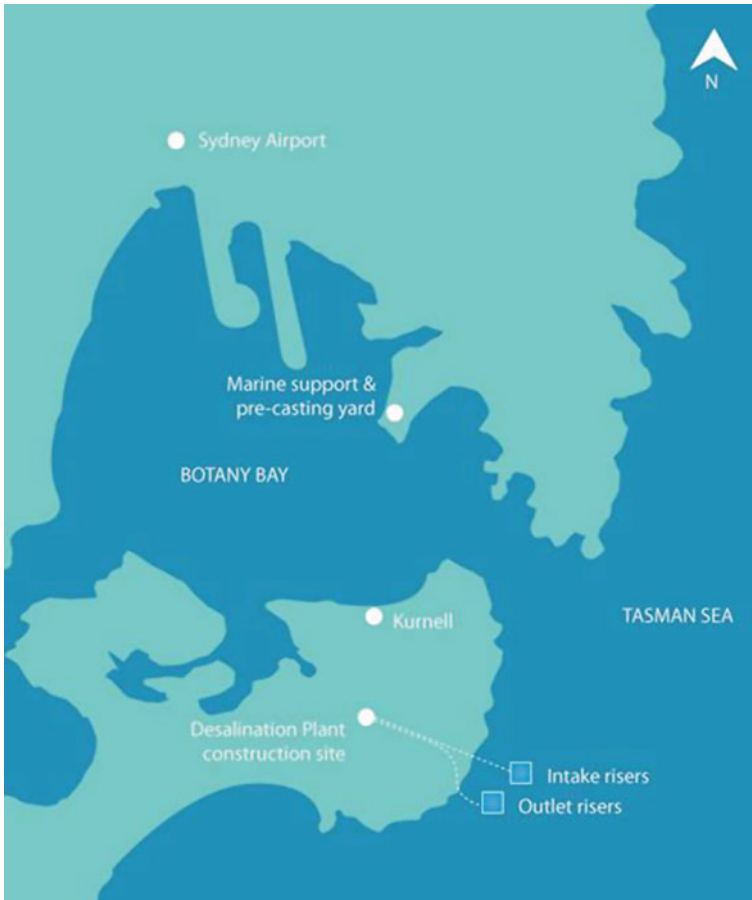 N
Sydney Airport
Marine support &
pre-casting yard
BOTANY BAY
TASMAN SEA
Kurnell
Desalination Plant
construction site
Intake risers
Outlet risers